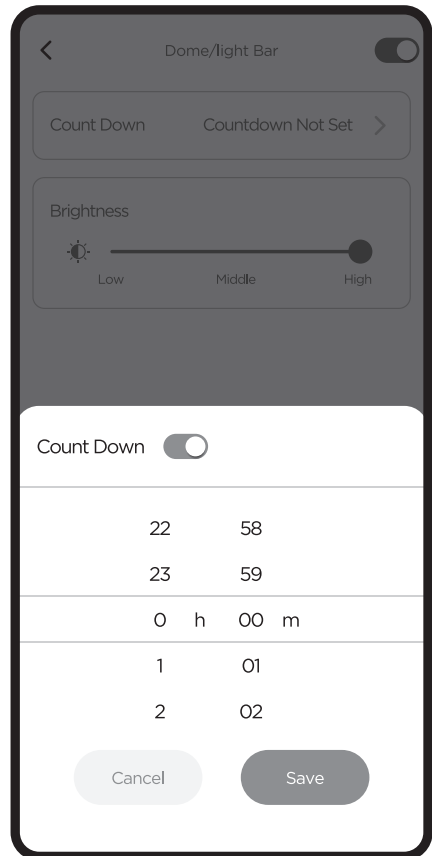 Dome/light Bar
Count Down Countdown Not Set
Brightness
Low Middle High
Count Down
22 58
23 59
0 h 00 m
1 01
2 02
Cancel Save